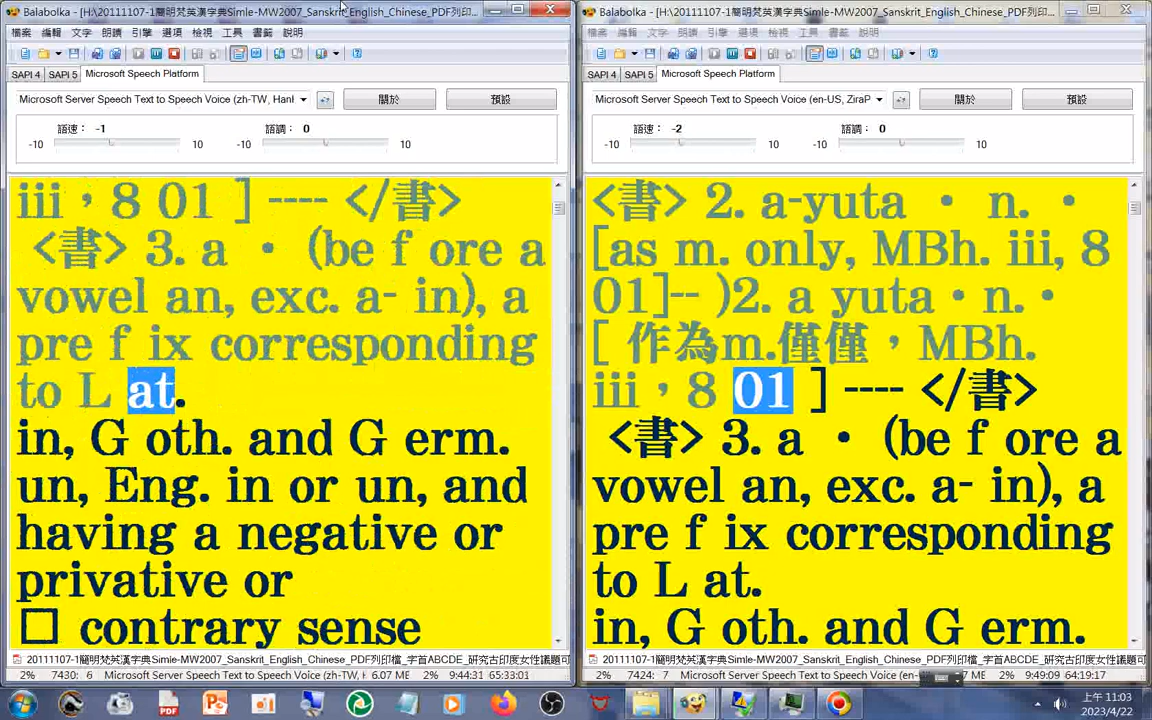 Balabolka - [H:\20111107-1簡明梵英漢字典Simle-MW2007_Sanskrit_English_Chinese_PDF列印...
檔案 編輯 文字 朗讀 引擎 選項 檢視 工具 書籤 說明
SAPI 4 SAPI 5 Microsoft Speech Platform
Microsoft Server Speech Text to Speech Voice (zh-TW, Hanl 關於 預設
語速： -1 語調： 0
-10 10 -10 10
iii，8 01 ] ---- </書>
<書> 3. a • (be f ore a
vowel an, exc. a- in), a
pre f ix corresponding
to L at.
in, G oth. and G erm.
un, Eng. in or un, and
having a negative or
privative or
□ contrary sense
20111107-1簡明梵英漢字典Simle-MW2007_Sanskrit_English_Chinese_PDF列印檔_字首ABCDE_研究古印度女性議題可
2% 7430: 6 Modified Microsoft Server Speech Text to Speech Voice (zh-TW, H 6.07 ME 2% 9:44:31 65:33:01
Balabolka - [H:\20111107-1簡明梵英漢字典Simle-MW2007_Sanskrit_English_Chinese_PDF列印...
檔案 編輯 文字 朗讀 引擎 選項 檢視 工具 書籤 說明
SAPI 4 SAPI 5 Microsoft Speech Platform
Microsoft Server Speech Text to Speech Voice (en-US, ZiraP 關於 預設
語速： -2 語調： 0
-10 10 -10 10
<書> 2. a-yuta • n. •
[as m. only, MBh. iii, 8
01]-- )2. a yuta • n. •
[ 作為m.僅僅，MBh.
iii，8 01 ] ---- </書>
<書> 3. a • (be f ore a
vowel an, exc. a- in), a
pre f ix corresponding
to L at.
in, G oth. and G erm.
20111107-1簡明梵英漢字典Simle-MW2007_Sanskrit_English_Chinese_PDF列印檔_字首ABCDE_研究古印度女性議題可
2% 7424: 7 Microsoft Server Speech Text to Speech Voice (en-US, 2% 9:49:09 64:19:17
上午 11:03
2023/4/22